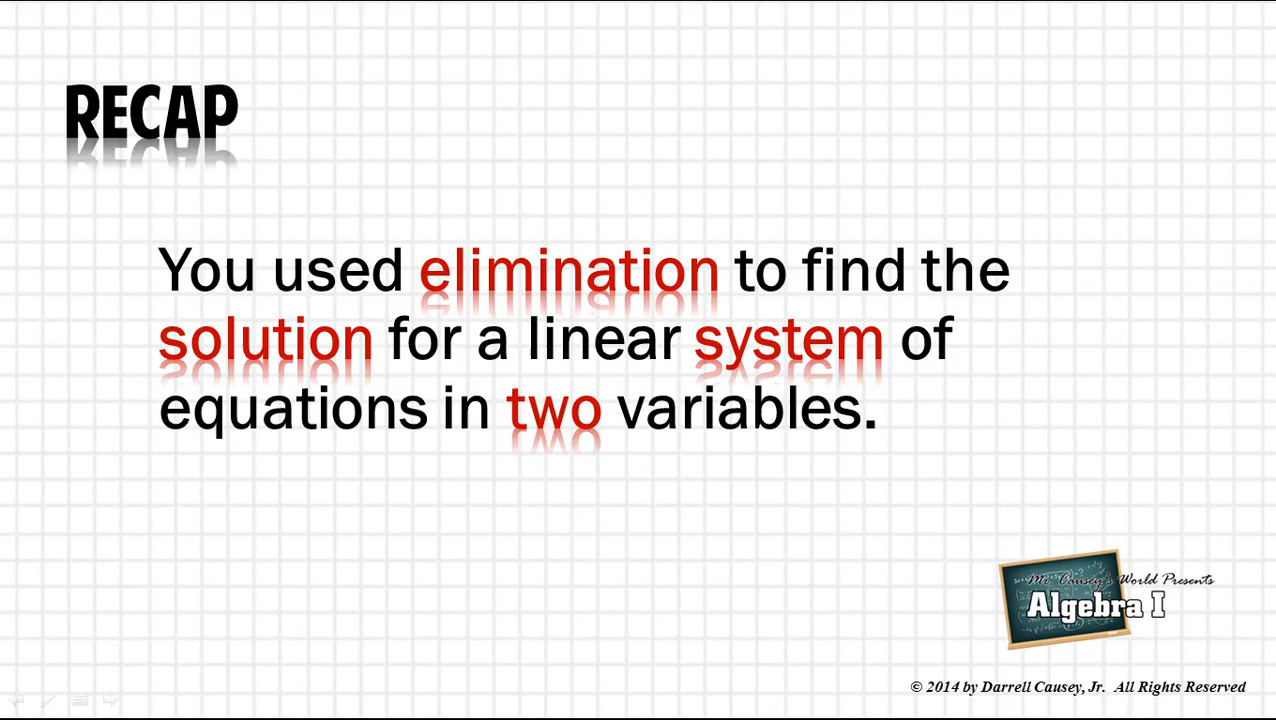 RECAP
You used elimination to find the
solution for a linear system of
equations in two variables.
Mr. Causey's World Presents
Algebra I
© 2014 by Darrell Causey, Jr. All Rights Reserved